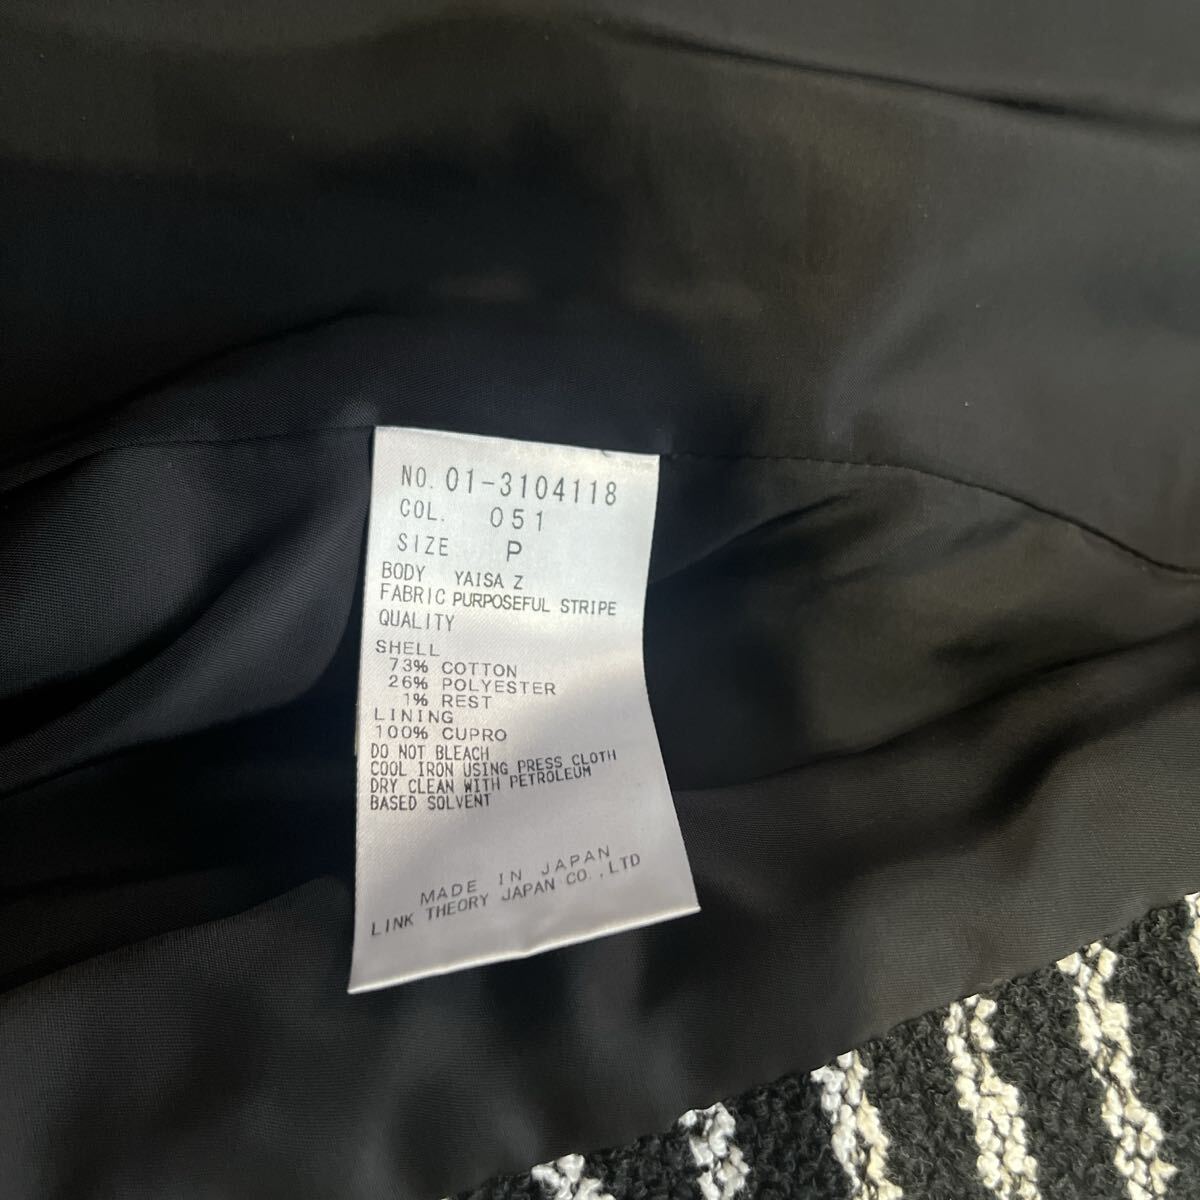 NO. 01-3104118
COL. 051
SIZE P
BODY YAISA Z
FABRIC PURPOSEFUL STRIPE
QUALITY
SHELL
73% COTTON
26% POLYESTER
1% REST
LINING
100% CUPRO
DO NOT BLEACH
COOL IRON USING PRESS CLOTH
DRY CLEAN WITH PETROLEUM
BASED SOLVENT
MADE IN JAPAN
LINK THEORY JAPAN CO.,LTD